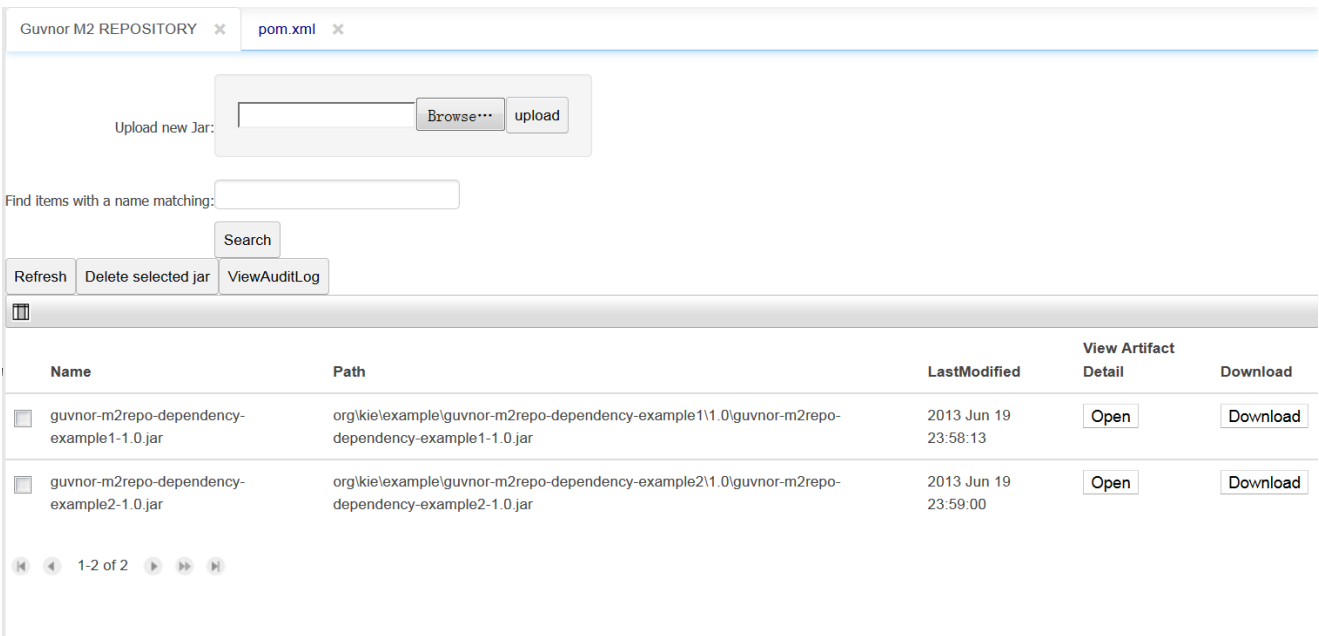 Guvnor M2 REPOSITORY pom.xml
Upload new Jar: Browse··· upload
Find items with a name matching:
Search
Refresh Delete selected jar ViewAuditLog
Name Path LastModified View Artifact Detail Download
guvnor-m2repo-dependency-
example1-1.0.jar
org\kie\example\guvnor-m2repo-dependency-example1\1.0\guvnor-m2repo-
dependency-example1-1.0.jar
2013 Jun 19
23:58:13
Open
Download
guvnor-m2repo-dependency-
example2-1.0.jar
org\kie\example\guvnor-m2repo-dependency-example2\1.0\guvnor-m2repo-
dependency-example2-1.0.jar
2013 Jun 19
23:59:00
Open
Download
1-2 of 2